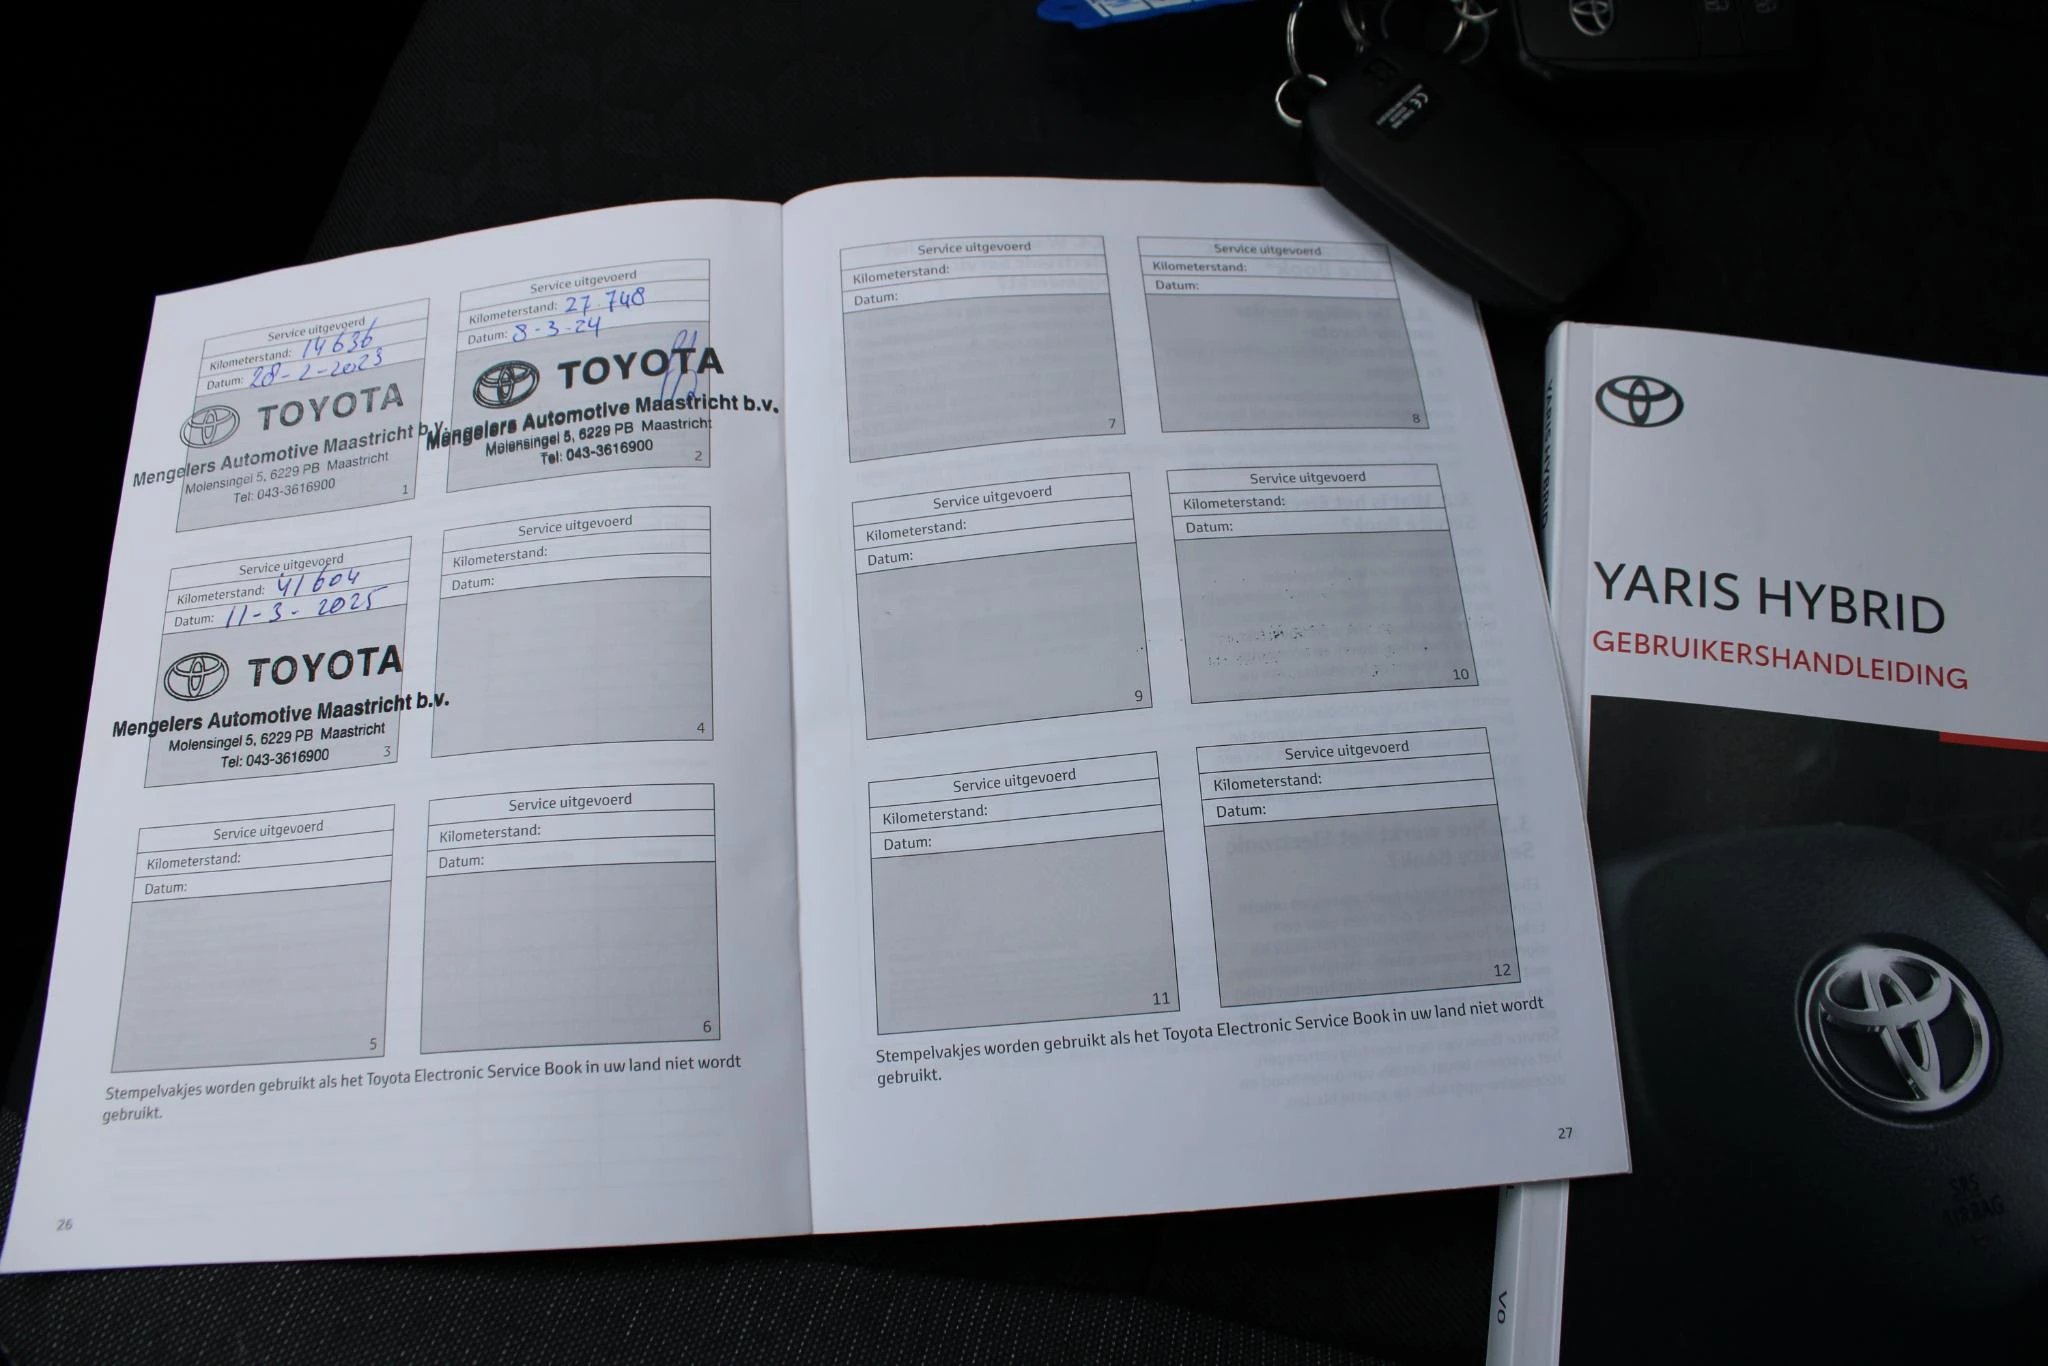 Service uitgevoerd
Kilometerstand: 14636
Datum: 28-2-2023
TOYOTA
Mengelers Automotive Maastricht b.v.
Molensingel 5, 6229 PB Maastricht
Tel: 043-3616900
1
Service uitgevoerd
Kilometerstand: 27.748
Datum: 8-3-24
TOYOTA
Mengelers Automotive Maastricht b.v.
Molensingel 5, 6229 PB Maastricht
Tel: 043-3616900
2
Service uitgevoerd
Kilometerstand: 41604
Datum: 11-3-2025
TOYOTA
Mengelers Automotive Maastricht b.v.
Molensingel 5, 6229 PB Maastricht
Tel: 043-3616900
3
Service uitgevoerd
Kilometerstand:
Datum:
4
Service uitgevoerd
Kilometerstand:
Datum:
5
Service uitgevoerd
Kilometerstand:
Datum:
6
Stempelvakjes worden gebruikt als het Toyota Electronic Service Book in uw land niet wordt
gebruikt.
26
Service uitgevoerd
Kilometerstand:
Datum:
7
Service uitgevoerd
Kilometerstand:
Datum:
8
Service uitgevoerd
Kilometerstand:
Datum:
9
Service uitgevoerd
Kilometerstand:
Datum:
10
Service uitgevoerd
Kilometerstand:
Datum:
11
Service uitgevoerd
Kilometerstand:
Datum:
12
Stempelvakjes worden gebruikt als het Toyota Electronic Service Book in uw land niet wordt
gebruikt.
27
YARIS HYBRID
YARIS HYBRID
GEBRUIKERSHANDLEIDING
SRS
AIRBAG
VO